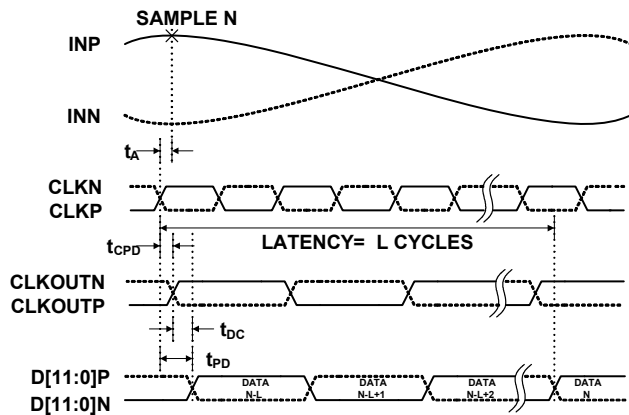 SAMPLE N
INP
INN
tA
CLKN
CLKP
LATENCY= L CYCLES
tCPD
CLKOUTN
CLKOUTP
tDC
tPD
D[11:0]P
D[11:0]N
DATA
N-L
DATA
N-L+1
DATA
N-L+2
DATA
N